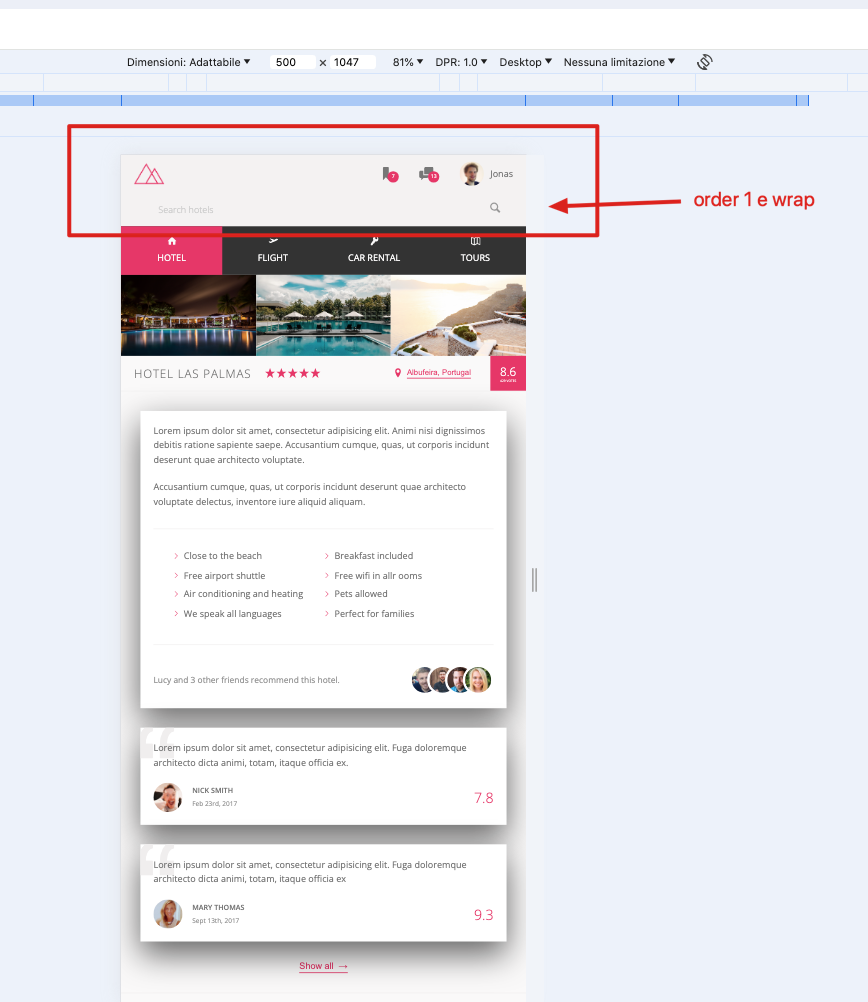 Dimensioni: Adattabile ▼ 500 × 1047 81% ▼ DPR: 1.0 ▼ Desktop ▼ Nessuna limitazione ▼
7 13 Jonas
Search hotels
order 1 e wrap
HOTEL FLIGHT CAR RENTAL TOURS
HOTEL LAS PALMAS ★★★★★ Albufeira, Portugal 8.6
Lorem ipsum dolor sit amet, consectetur adipisicing elit. Animi nisi dignissimos
debitis ratione sapiente saepe. Accusantium cumque, quas, ut corporis incidunt
deserunt quae architecto voluptate.
Accusantium cumque, quas, ut corporis incidunt deserunt quae architecto
voluptate delectus, inventore iure aliquid aliquam.
Close to the beach Breakfast included
Free airport shuttle Free wifi in allr ooms
Air conditioning and heating Pets allowed
We speak all languages Perfect for families
Lucy and 3 other friends recommend this hotel.
Lorem ipsum dolor sit amet, consectetur adipisicing elit. Fuga doloremque
architecto dicta animi, totam, itaque officia ex.
NICK SMITH
Feb 23rd, 2017
7.8
Lorem ipsum dolor sit amet, consectetur adipisicing elit. Fuga doloremque
architecto dicta animi, totam, itaque officia ex
MARY THOMAS
Sept 13th, 2017
9.3
Show all →